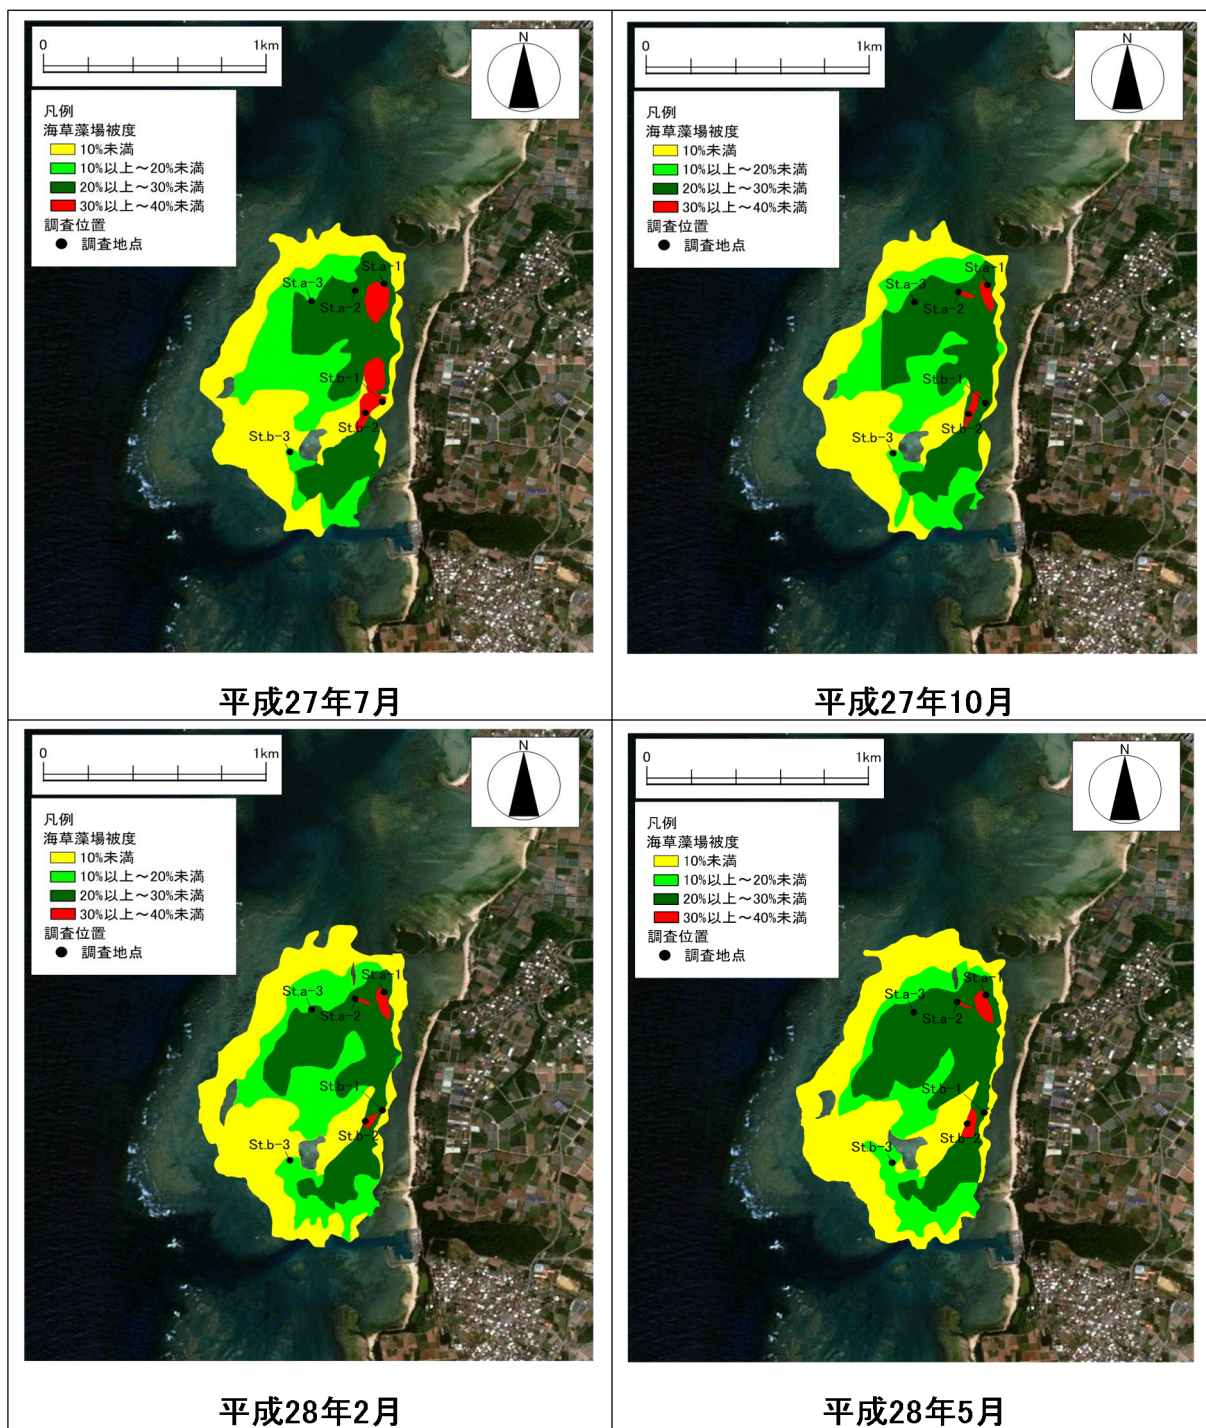 0 1km
N
凡例
海草藻場被度
10%未満
10%以上～20%未満
20%以上～30%未満
30%以上～40%未満
調査位置
調査地点
St.a-1
St.a-3
St.a-2
St.b-1
St.b-2
St.b-3
平成27年7月
0 1km
N
凡例
海草藻場被度
10%未満
10%以上～20%未満
20%以上～30%未満
30%以上～40%未満
調査位置
調査地点
St.a-1
St.a-3
St.a-2
St.b-1
St.b-2
St.b-3
平成27年10月
0 1km
N
凡例
海草藻場被度
10%未満
10%以上～20%未満
20%以上～30%未満
30%以上～40%未満
調査位置
調査地点
St.a-1
St.a-3
St.a-2
St.b-1
St.b-2
St.b-3
平成28年2月
0 1km
N
凡例
海草藻場被度
10%未満
10%以上～20%未満
20%以上～30%未満
30%以上～40%未満
調査位置
調査地点
St.a-1
St.a-3
St.a-2
St.b-1
St.b-2
St.b-3
平成28年5月